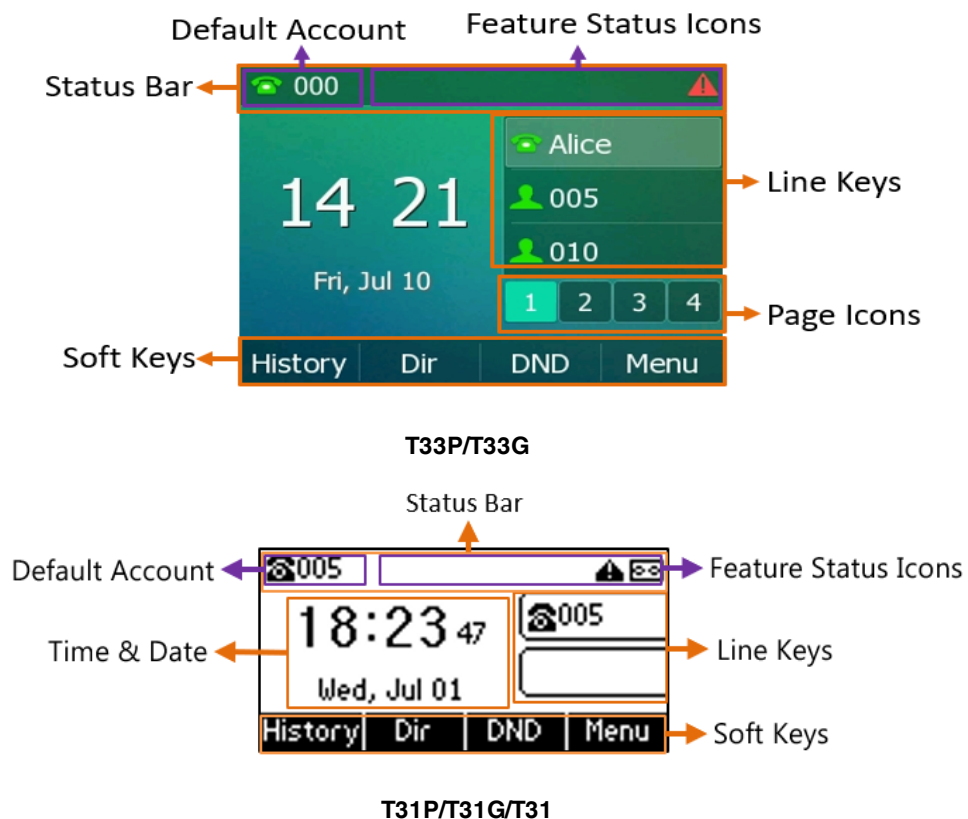 Default Account
Feature Status Icons
Status Bar
000
Alice
14 21
005
Line Keys
010
Fri, Jul 10
1 2 3 4
Page Icons
Soft Keys
History Dir DND Menu
T33P/T33G
Status Bar
Default Account
005
Feature Status Icons
18:23 47
005
Time & Date
Line Keys
Wed, Jul 01
History Dir DND Menu
Soft Keys
T31P/T31G/T31